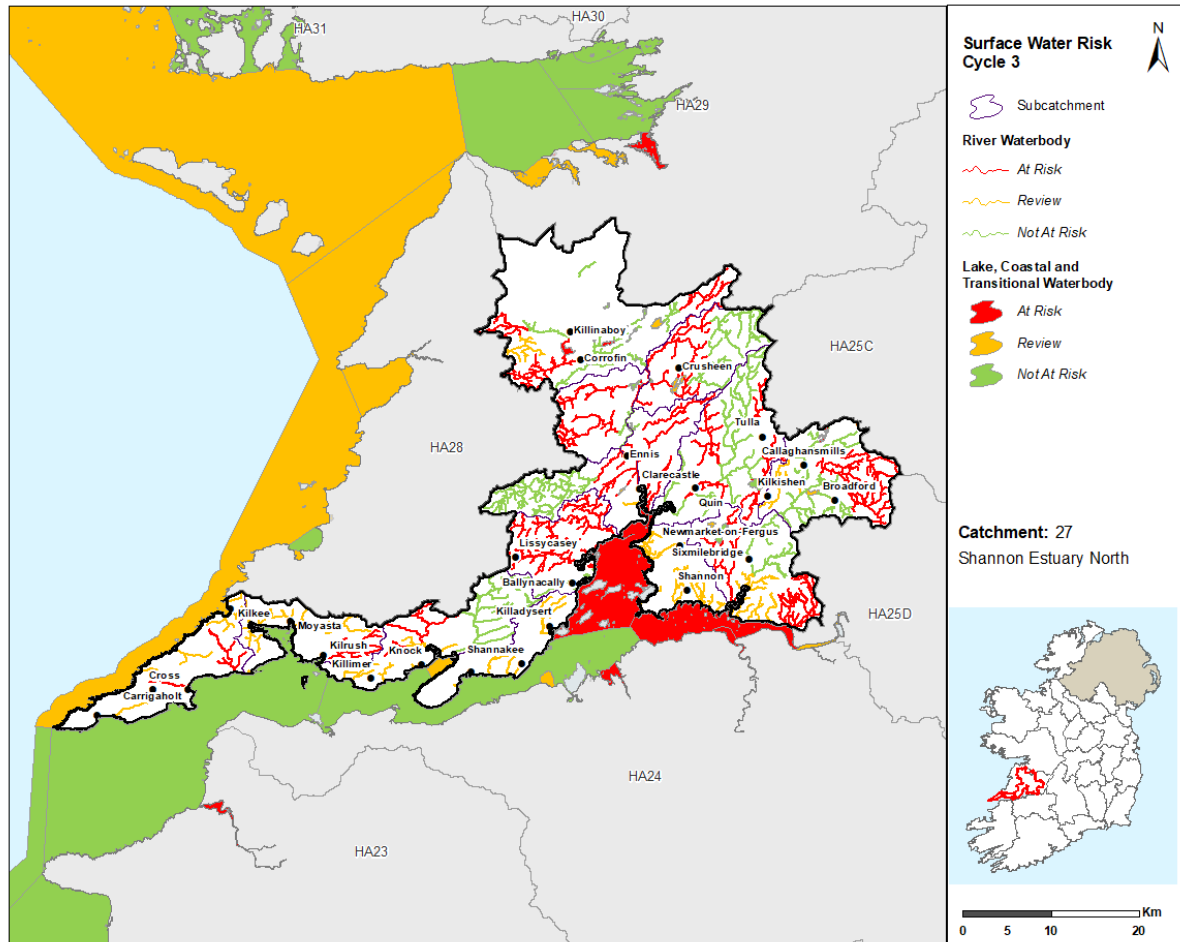 HA31
HA30
HA29
HA25C
HA28
HA25D
HA24
HA23
Killinaboy
Corrofin
Crusheen
Tulla
Callaghansmills
Ennis
Clarecastle
Kilkishen
Broadford
Quin
Newmarket-on-Fergus
Lissycasey
Sixmilebridge
Shannon
Ballynacally
Killadysert
Kilkee
Moyasta
Kilrush
Knock
Shannakee
Killimer
Cross
Carrigaholt
Surface Water Risk
Cycle 3
N
Subcatchment
River Waterbody
At Risk
Review
Not At Risk
Lake, Coastal and
Transitional Waterbody
At Risk
Review
Not At Risk
Catchment: 27
Shannon Estuary North
Km
0 5 10 20